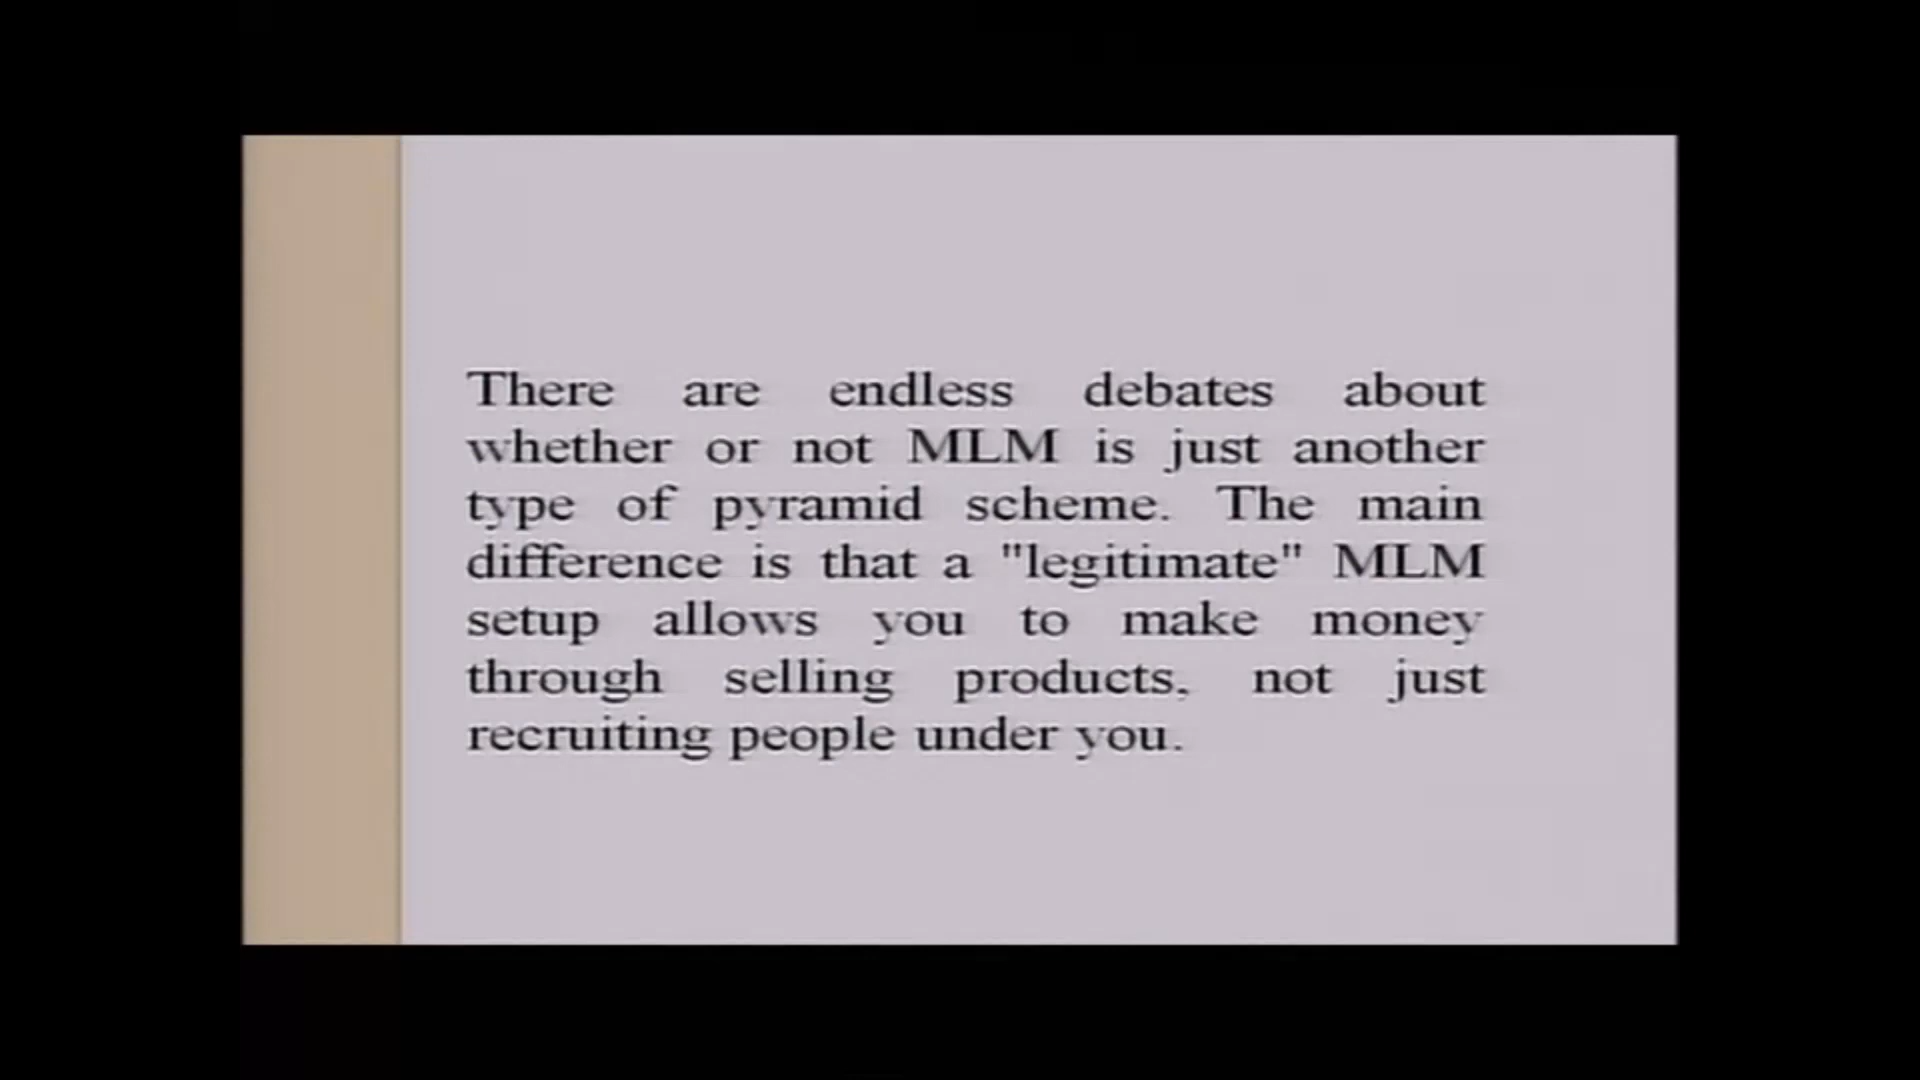 There are endless debates about
whether or not MLM is just another
type of pyramid scheme. The main
difference is that a "legitimate" MLM
setup allows you to make money
through selling products, not just
recruiting people under you.